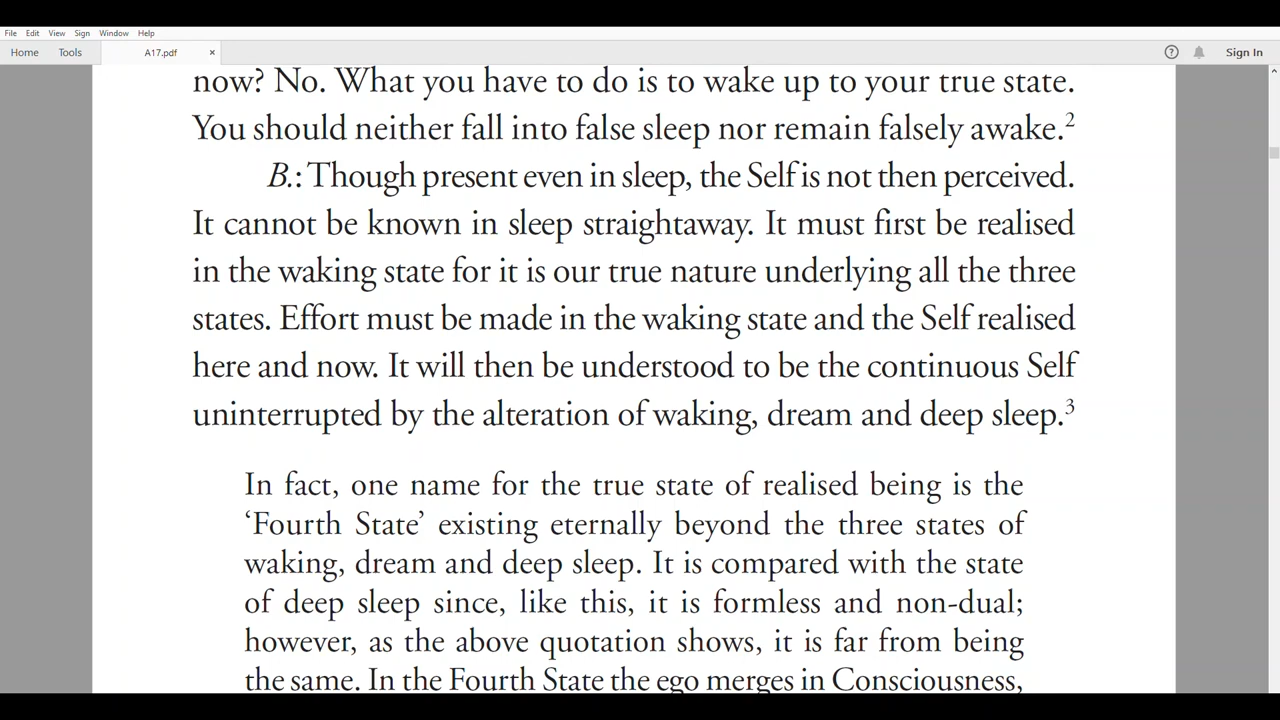 File Edit View Sign Window Help
Home Tools A17.pdf × ? Sign In
now? No. What you have to do is to wake up to your true state.
You should neither fall into false sleep nor remain falsely awake.2
B.: Though present even in sleep, the Self is not then perceived.
It cannot be known in sleep straightaway. It must first be realised
in the waking state for it is our true nature underlying all the three
states. Effort must be made in the waking state and the Self realised
here and now. It will then be understood to be the continuous Self
uninterrupted by the alteration of waking, dream and deep sleep.3
In fact, one name for the true state of realised being is the
‘Fourth State’ existing eternally beyond the three states of
waking, dream and deep sleep. It is compared with the state
of deep sleep since, like this, it is formless and non-dual;
however, as the above quotation shows, it is far from being
the same. In the Fourth State the ego merges in Consciousness,